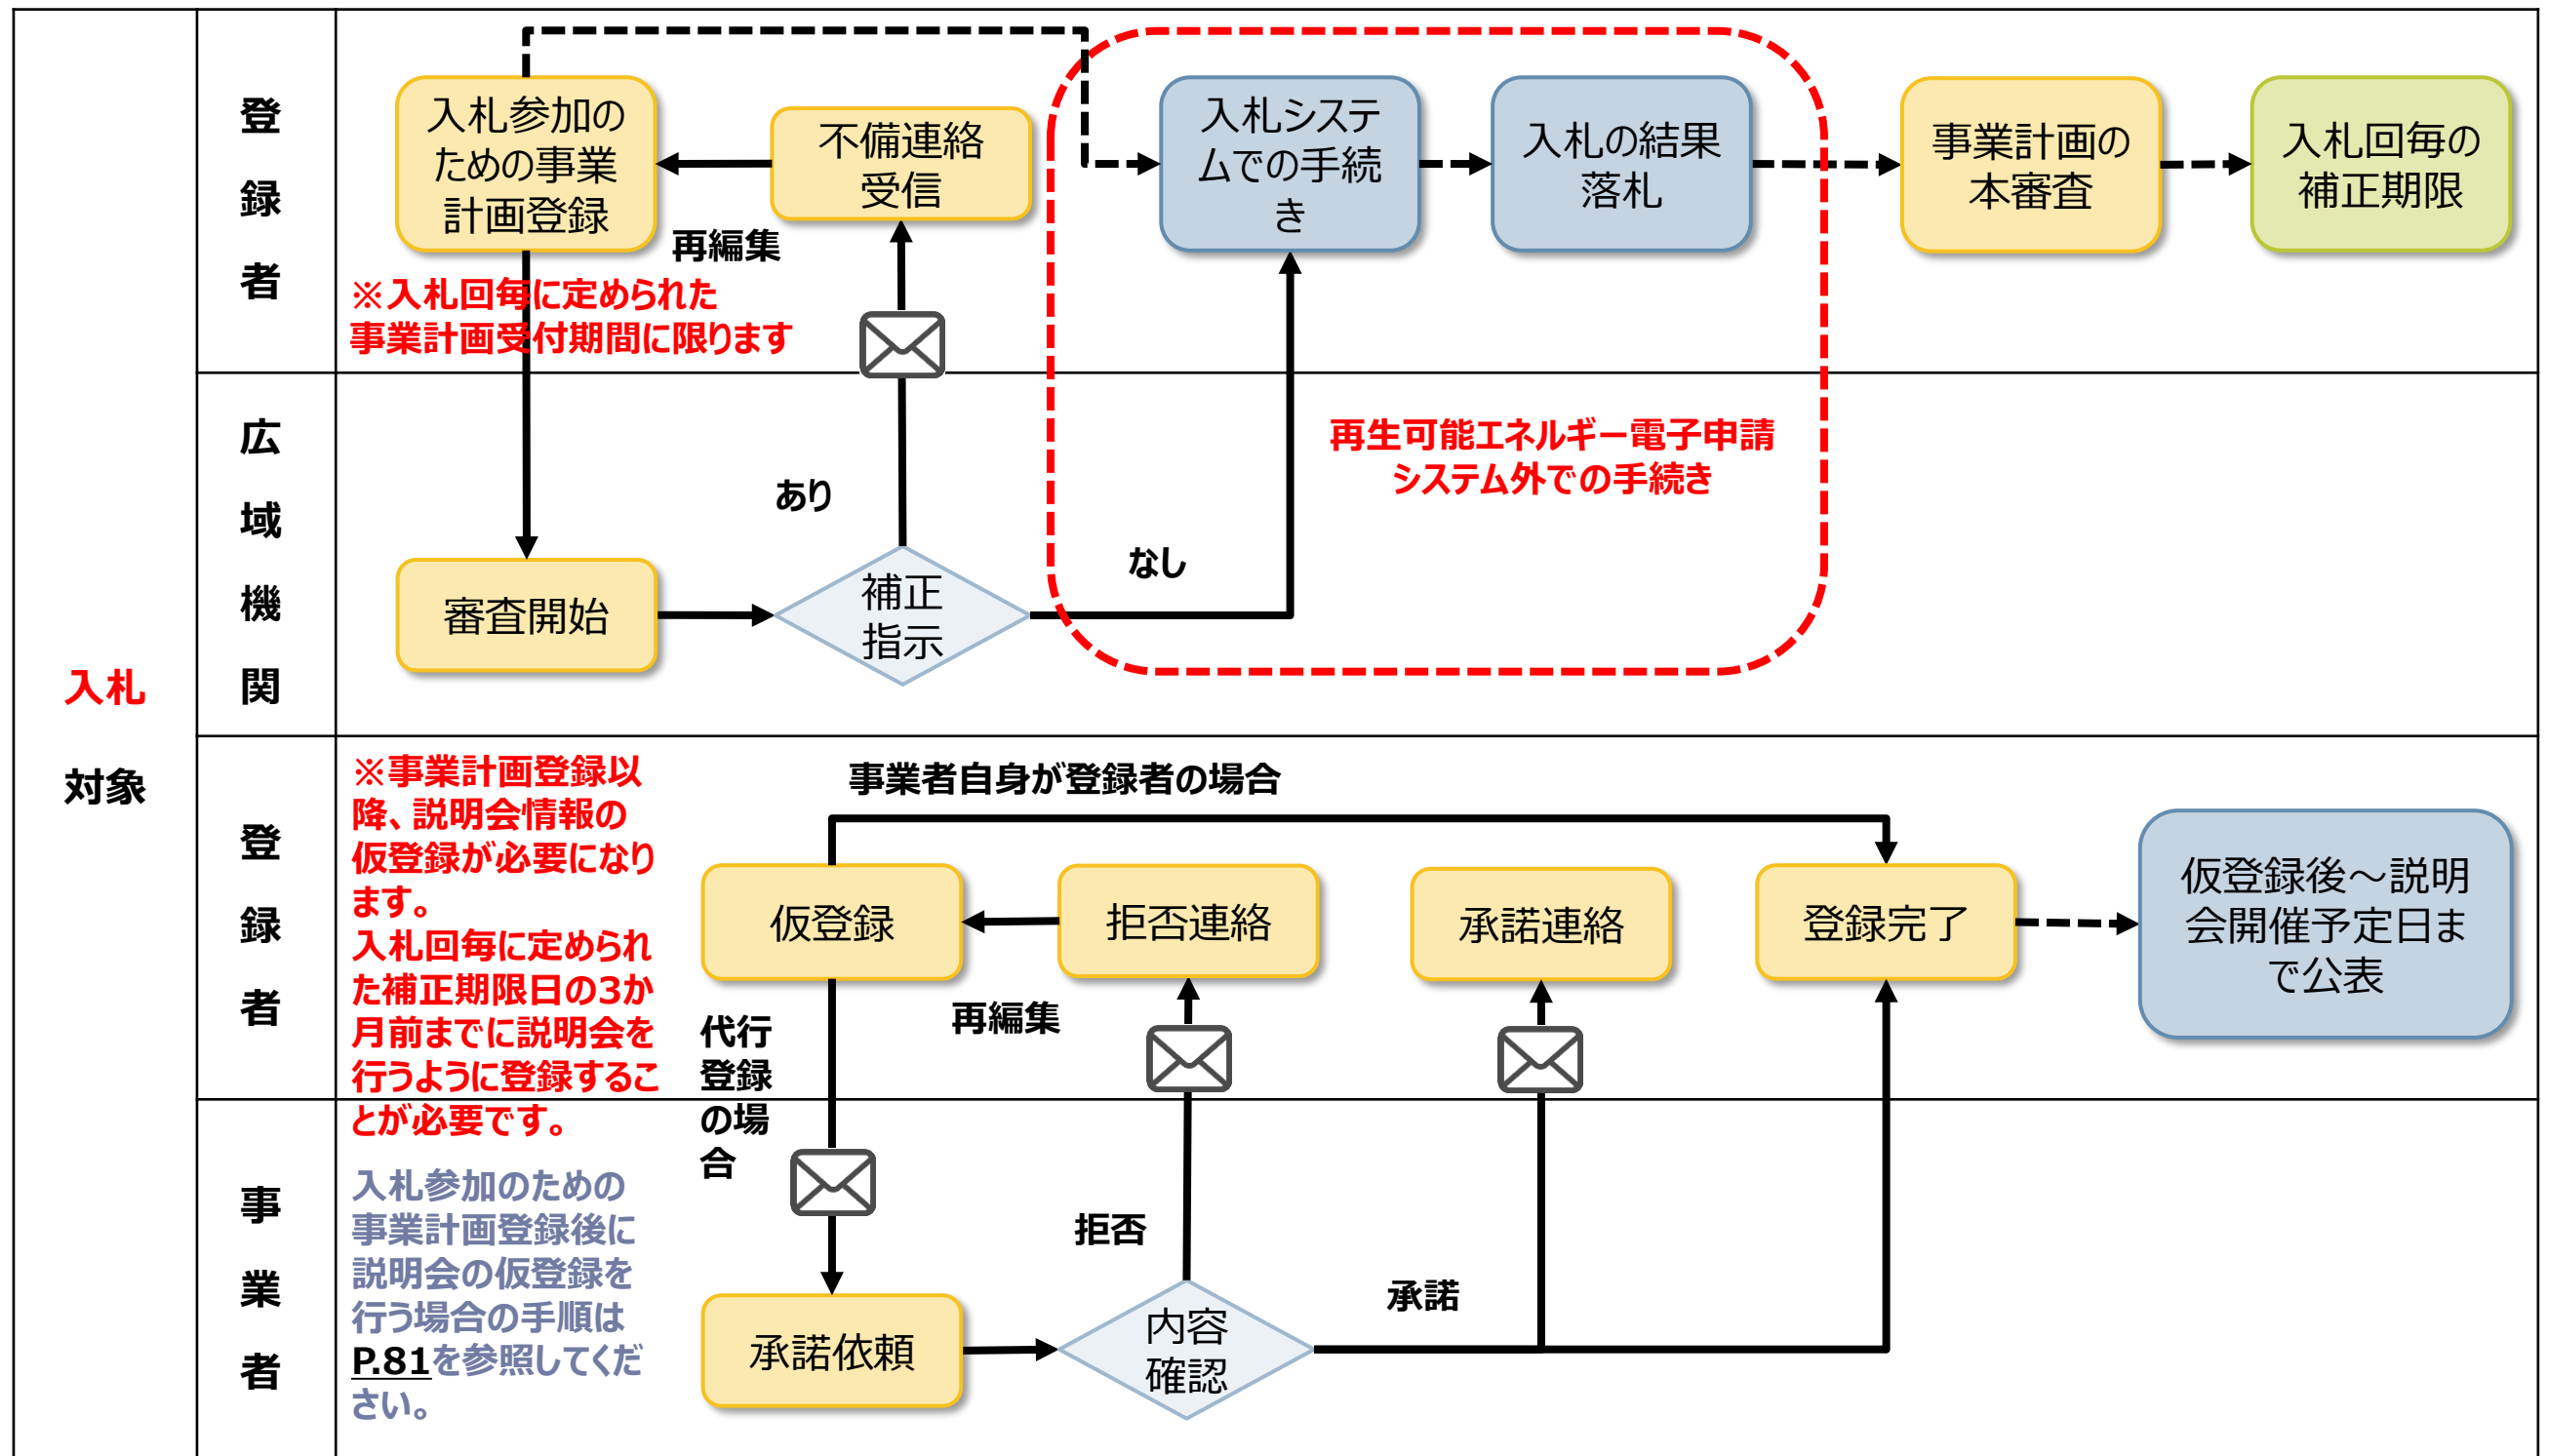 入札
対象
登
録
者
入札参加の
ための事業
計画登録
不備連絡
受信
再編集
※入札回毎に定められた
事業計画受付期間に限ります
入札システ
ムでの手続
き
入札の結果
落札
事業計画の
本審査
入札回毎の
補正期限
広
域
機
関
審査開始
補正
指示
あり
なし
再生可能エネルギー電子申請
システム外での手続き
登
録
者
※事業計画登録以
降、説明会情報の
仮登録が必要になり
ます。
入札回毎に定められ
た補正期限日の3か
月前までに説明会を
行うように登録するこ
とが必要です。
事業者自身が登録者の場合
仮登録
拒否連絡
承諾連絡
登録完了
仮登録後～説明
会開催予定日ま
で公表
再編集
代行
登録
の場
合
事
業
者
入札参加のための
事業計画登録後に
説明会の仮登録を
行う場合の手順は
P.81を参照してくだ
さい。
承諾依頼
内容
確認
拒否
承諾